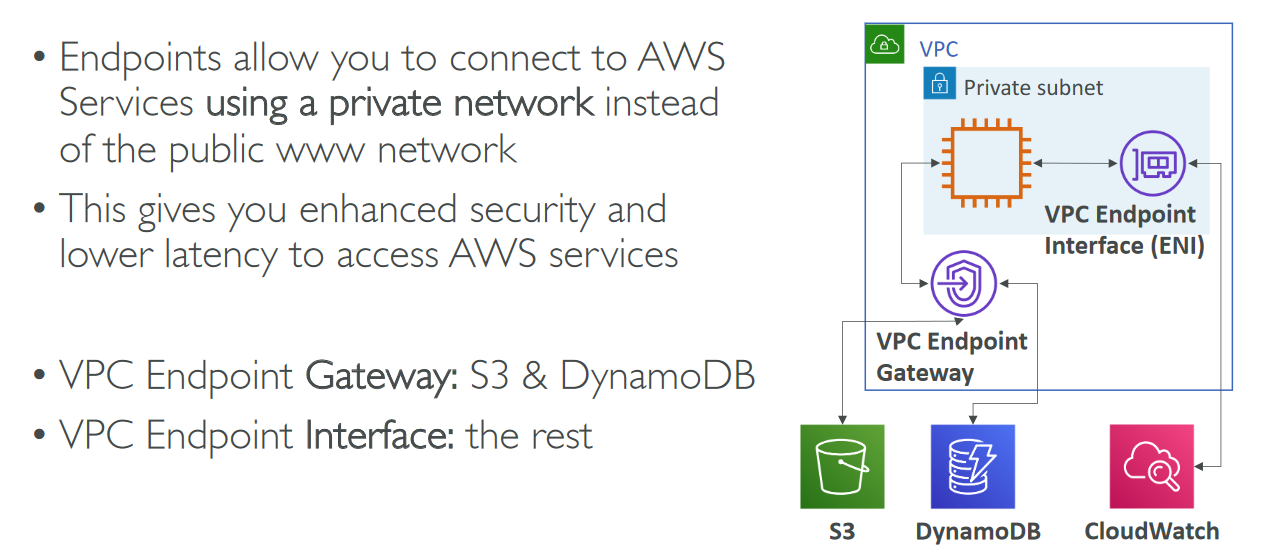 • Endpoints allow you to connect to AWS
Services using a private network instead
of the public www network
• This gives you enhanced security and
lower latency to access AWS services
• VPC Endpoint Gateway: S3 & DynamoDB
• VPC Endpoint Interface: the rest
VPC
Private subnet
VPC Endpoint
Interface (ENI)
VPC Endpoint
Gateway
S3
DynamoDB
CloudWatch